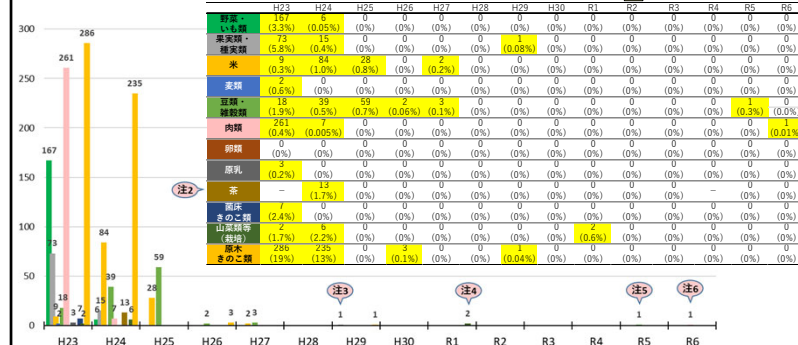 H23 H24 H25 H26 H27 H28 H29 H30 R1 R2 R3 R4 R5 R6
野菜・ 167 6 0 0 0 0 0 0 0 0 0 0 0 0
いも類 (3.3%) (0.05%) (0%) (0%) (0%) (0%) (0%) (0%) (0%) (0%) (0%) (0%) (0%) (0%)
果実類・ 73 15 0 0 0 0 1 0 0 0 0 0 0 0
種実類 (5.8%) (0.4%) (0%) (0%) (0%) (0%) (0.08%) (0%) (0%) (0%) (0%) (0%) (0%) (0%)
米 9 84 28 0 2 0 0 0 0 0 0 0 0 0
(0.3%) (1.0%) (0.8%) (0%) (0.2%) (0%) (0%) (0%) (0%) (0%) (0%) (0%) (0%) (0%)
麦類 2 0 0 0 0 0 0 0 0 0 0 0 0 0
(0.6%) (0%) (0%) (0%) (0%) (0%) (0%) (0%) (0%) (0%) (0%) (0%) (0%) (0%)
豆類・ 18 39 59 2 3 0 0 0 0 0 0 0 1
雑穀類 (1.9%) (0.5%) (0.7%) (0.06%) (0.1%) (0%) (0%) (0%) (0%) (0%) (0%) (0%) (0.3%) (0.0%
肉類 261 7 0 0 0 0 0 0 0 0 0 0 0 1
(0.4%) (0.005%) (0%) (0%) (0%) (0%) (0%) (0%) (0%) (0%) (0%) (0%) (0%) (0.01%
卵類 0 0 0 0 0 0 0 0 0 0 0 0 0 0
(0%) (0%) (0%) (0%) (0%) (0%) (0%) (0%) (0%) (0%) (0%) (0%) (0%) (0%)
原乳 3 0 0 0 0 0 0 0 0 0 0 0 0 0
(0.2%) (0%) (0%) (0%) (0%) (0%) (0%) (0%) (0%) (0%) (0%) (0%) (0%) (0%)
注2
茶 – 13 0 0 0 0 0 0 0 0 0 – 0 0
(1.7%) (0%) (0%) (0%) (0%) (0%) (0%) (0%) (0%) (0%) (0%) (0%)
菌床 7 0 0 0 0 0 0 0 0 0 0 0 0 0
きのこ類 (2.4%) (0%) (0%) (0%) (0%) (0%) (0%) (0%) (0%) (0%) (0%) (0%) (0%) (0%)
山菜類等 2 6 0 0 0 0 0 0 0 0 2 0 0 0
(栽培) (1.7%) (2.2%) (0%) (0%) (0%) (0%) (0%) (0%) (0%) (0%) (0.6%) (0%) (0%) (0%)
原木 286 235 0 3 0 0 1 0 0 0 0 0 0 0
きのこ類 (19%) (13%) (0%) (0.1%) (0%) (0%) (0.04%) (0%) (0%) (0%) (0%) (0%) (0%) (0%)
300
250
200
150
100
50
0
167 73 9 2 18 261 3 7 2 286
6 15 84 39 7 13 6 235
28 59
2 3
2 3
1 1
2
1
1
注3 注4 注5 注6
H23 H24 H25 H26 H27 H28 H29 H30 R1 R2 R3 R4 R5 R6